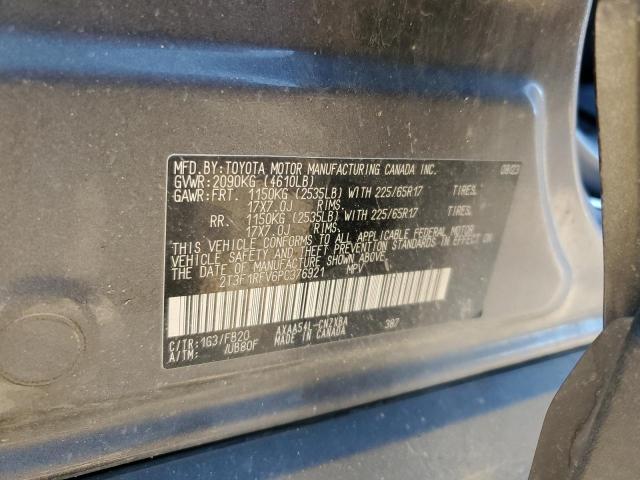 MFD.BY:TOYOTA MOTOR MANUFACTURING CANADA INC. 08/23
GVWR:2090KG (4610LB)
GAWR:FRT. 1150KG (2535LB) WITH 225/65R17 TIRES,
17X7.0J RIMS,
RR. 1150KG (2535LB) WITH 225/65R17 TIRES,
17X7.0J RIMS,
THIS VEHICLE CONFORMS TO ALL APPLICABLE FEDERAL MOTOR
VEHICLE SAFETY AND THEFT PREVENTION STANDARDS IN EFFECT ON
THE DATE OF MANUFACTURE SHOWN ABOVE.
2T3F1RFV6PC376921 MPV
C/TR:1G3/FB20 AXAA54L-CNZXBA 387
A/TM: /UB80F MADE IN CANADA